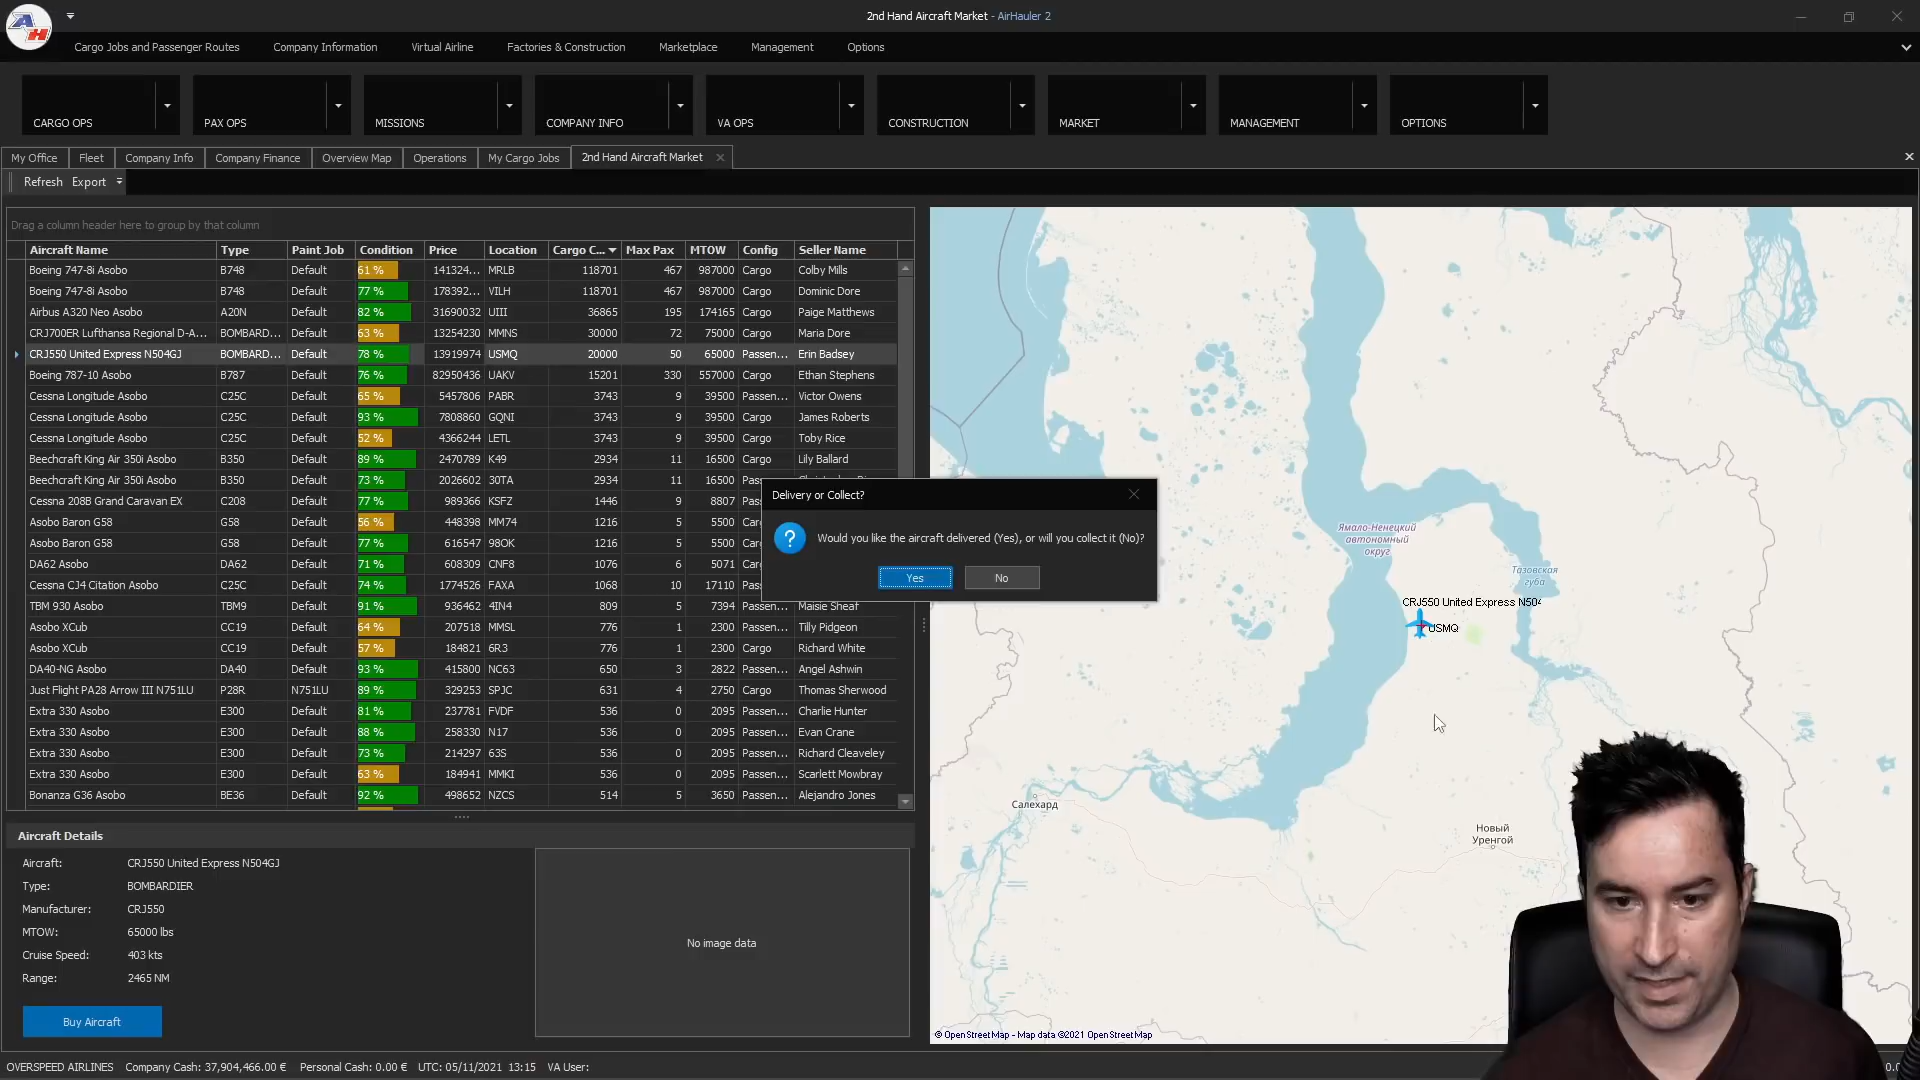 2nd Hand Aircraft Market - AirHauler 2
Cargo Jobs and Passenger Routes Company Information Virtual Airline Factories & Construction Marketplace Management Options
CARGO OPS PAX OPS MISSIONS COMPANY INFO VA OPS CONSTRUCTION MARKET MANAGEMENT OPTIONS
My Office Fleet Company Info Company Finance Overview Map Operations My Cargo Jobs 2nd Hand Aircraft Market
Refresh Export
Drag a column header here to group by that column
Aircraft Name Type Paint Job Condition Price Location Cargo C... Max Pax MTOW Config Seller Name
Boeing 747-8i Asobo B748 Default 61 % 141324... MRLB 118701 467 987000 Cargo Colby Mills
Boeing 747-8i Asobo B748 Default 77 % 178392... VILH 118701 467 987000 Cargo Dominic Dore
Airbus A320 Neo Asobo A20N Default 82 % 31690032 UIII 36865 195 174165 Cargo Paige Matthews
CRJ700ER Lufthansa Regional D-A... BOMBARD... Default 63 % 13254230 MMNS 30000 72 75000 Cargo Maria Dore
CRJ550 United Express N504GJ BOMBARD... Default 78 % 13919974 USMQ 20000 50 65000 Passen... Erin Badsey
Boeing 787-10 Asobo B787 Default 76 % 82950436 UAKV 15201 330 557000 Cargo Ethan Stephens
Cessna Longitude Asobo C25C Default 65 % 5457806 PABR 3743 9 39500 Passen... Victor Owens
Cessna Longitude Asobo C25C Default 93 % 7808860 GQNI 3743 9 39500 Cargo James Roberts
Cessna Longitude Asobo C25C Default 52 % 4366244 LETL 3743 9 39500 Cargo Toby Rice
Beechcraft King Air 350i Asobo B350 Default 89 % 2470789 K49 2934 11 16500 Cargo Lily Ballard
Beechcraft King Air 350i Asobo B350 Default 73 % 2026602 30TA 2934 11 16500
Cessna 208B Grand Caravan EX C208 Default 77 % 989366 KSFZ 1446 9 8807
Asobo Baron G58 G58 Default 56 % 448398 MM74 1216 5 5500
Asobo Baron G58 G58 Default 77 % 616547 98OK 1216 5 5500
DA62 Asobo DA62 Default 71 % 608309 CNF8 1076 6 5071
Cessna CJ4 Citation Asobo C25C Default 74 % 1774526 FAXA 1068 10 17110
TBM 930 Asobo TBM9 Default 91 % 936462 4IN4 809 5 7394 Passen... Maisie Sheaf
Asobo XCub CC19 Default 64 % 207518 MMSL 776 1 2300 Cargo Tilly Pidgeon
Asobo XCub CC19 Default 57 % 184821 6R3 776 1 2300 Cargo Richard White
DA40-NG Asobo DA40 Default 93 % 415800 NC63 650 3 2822 Passen... Angel Ashwin
Just Flight PA28 Arrow III N751LU P28R N751LU 89 % 329253 SPJC 631 4 2750 Cargo Thomas Sherwood
Extra 330 Asobo E300 Default 81 % 237781 FVDF 536 0 2095 Passen... Charlie Hunter
Extra 330 Asobo E300 Default 88 % 258330 N17 536 0 2095 Passen... Evan Crane
Extra 330 Asobo E300 Default 73 % 214297 63S 536 0 2095 Passen... Richard Cleaveley
Extra 330 Asobo E300 Default 63 % 184941 MMKI 536 0 2095 Passen... Scarlett Mowbray
Bonanza G36 Asobo BE36 Default 92 % 498652 NZCS 514 5 3650 Passen... Alejandro Jones
Delivery or Collect?
Would you like the aircraft delivered (Yes), or will you collect it (No)?
Yes No
Ямало-Ненецкий
автономный
округ
Тазовская
губа
CRJ550 United Express N504
USMQ
Салехард
Новый
Уренгой
© OpenStreetMap - Map data ©2021 OpenStreetMap
Aircraft Details
Aircraft: CRJ550 United Express N504GJ
Type: BOMBARDIER
Manufacturer: CRJ550
MTOW: 65000 lbs
Cruise Speed: 403 kts
Range: 2465 NM
No image data
Buy Aircraft
OVERSPEED AIRLINES Company Cash: 37,904,466.00 € Personal Cash: 0.00 € UTC: 05/11/2021 13:15 VA User: